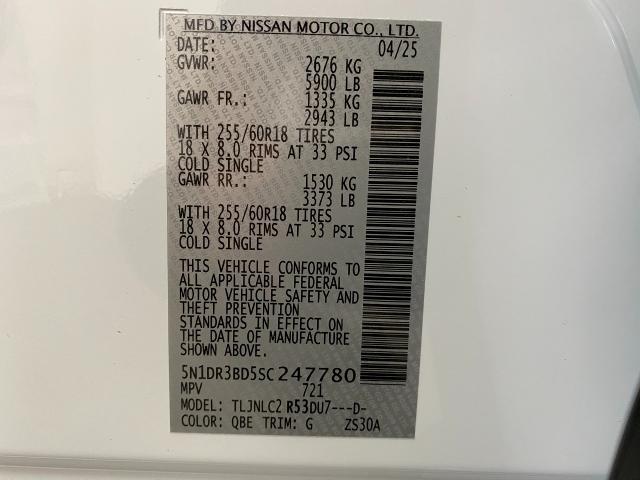 MFD BY NISSAN MOTOR CO., LTD.
DATE: 04/25
GVWR: 2676 KG
5900 LB
GAWR FR.: 1335 KG
2943 LB
WITH 255/60R18 TIRES
18 X 8.0 RIMS AT 33 PSI
COLD SINGLE
GAWR RR.: 1530 KG
3373 LB
WITH 255/60R18 TIRES
18 X 8.0 RIMS AT 33 PSI
COLD SINGLE
THIS VEHICLE CONFORMS TO
ALL APPLICABLE FEDERAL
MOTOR VEHICLE SAFETY AND
THEFT PREVENTION
STANDARDS IN EFFECT ON
THE DATE OF MANUFACTURE
SHOWN ABOVE.
5N1DR3BD5SC247780
MPV 721
MODEL: TLJNLC2 R53DU7---D-
COLOR: QBE TRIM: G ZS30A